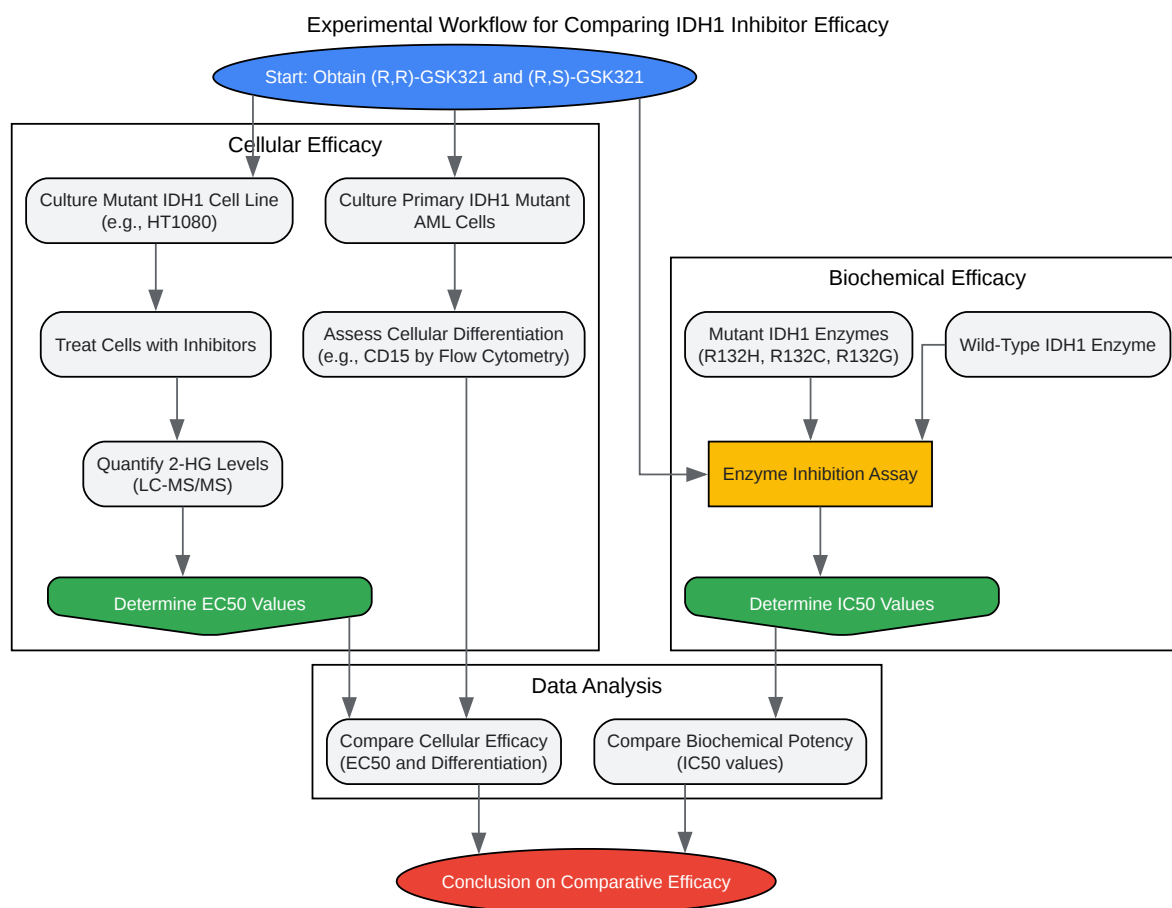 Experimental Workflow for Comparing IDH1 Inhibitor Efficacy
Start: Obtain (R,R)-GSK321 and (R,S)-GSK321
Cellular Efficacy
Culture Mutant IDH1 Cell Line
(e.g., HT1080)
Culture Primary IDH1 Mutant
AML Cells
Treat Cells with Inhibitors
Assess Cellular Differentiation
(e.g., CD15 by Flow Cytometry)
Quantify 2-HG Levels
(LC-MS/MS)
Determine EC50 Values
Biochemical Efficacy
Mutant IDH1 Enzymes
(R132H, R132C, R132G)
Wild-Type IDH1 Enzyme
Enzyme Inhibition Assay
Determine IC50 Values
Data Analysis
Compare Cellular Efficacy
(EC50 and Differentiation)
Compare Biochemical Potency
(IC50 values)
Conclusion on Comparative Efficacy